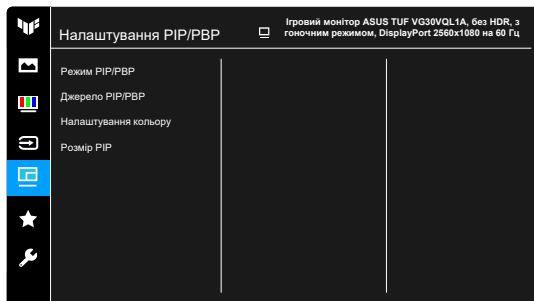 Налаштування PIP/PBP
Ігровий монітор ASUS TUF VG30VQL1A, без HDR, з
гоночним режимом, DisplayPort 2560x1080 на 60 Гц
Режим PIP/PBP
Джерело PIP/PBP
Налаштування кольору
Розмір PIP